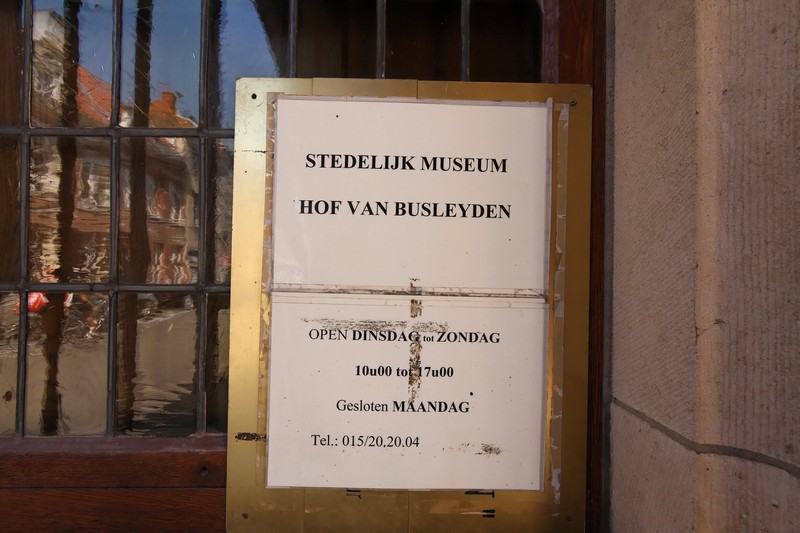 STEDELIJK MUSEUM
HOF VAN BUSLEYDEN
OPEN DINSDAG tot ZONDAG
10u00 tot 17u00
Gesloten MAANDAG
Tel.: 015/20.20.04